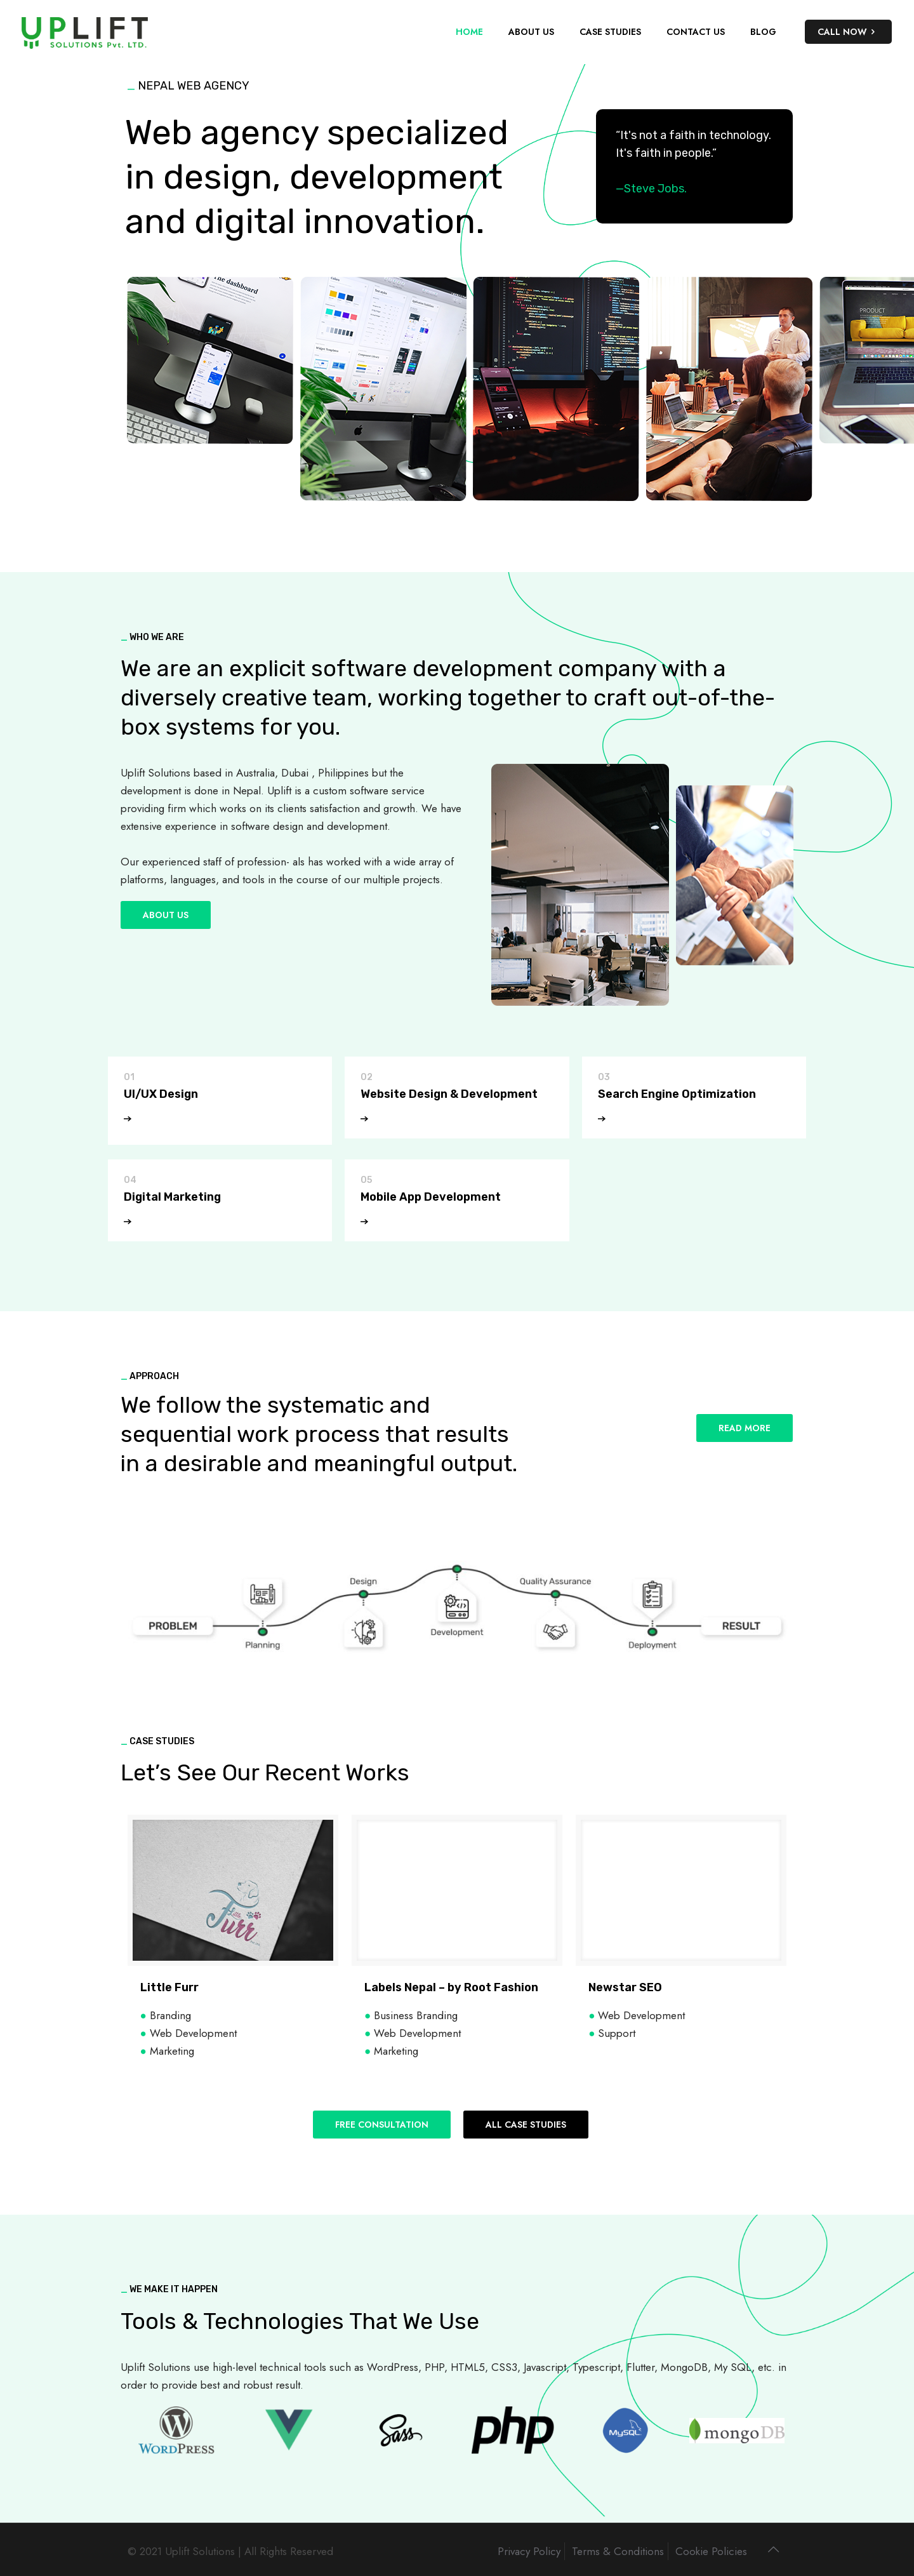 UPLIFT
SOLUTIONS Pvt. LTD.
HOME
ABOUT US
CASE STUDIES
CONTACT US
BLOG
CALL NOW
_ NEPAL WEB AGENCY
Web agency specialized
in design, development
and digital innovation.
“It's not a faith in technology.
It's faith in people.”
—Steve Jobs.
The dashboard
PRODUCT
_ WHO WE ARE
We are an explicit software development company with a
diversely creative team, working together to craft out-of-the-
box systems for you.
Uplift Solutions based in Australia, Dubai , Philippines but the
development is done in Nepal. Uplift is a custom software service
providing firm which works on its clients satisfaction and growth. We have
extensive experience in software design and development.
Our experienced staff of profession- als has worked with a wide array of
platforms, languages, and tools in the course of our multiple projects.
ABOUT US
01
UI/UX Design
02
Website Design & Development
03
Search Engine Optimization
04
Digital Marketing
05
Mobile App Development
_ APPROACH
We follow the systematic and
sequential work process that results
in a desirable and meaningful output.
READ MORE
PROBLEM
Planning
Design
Development
Quality Assurance
Deployment
RESULT
_ CASE STUDIES
Let’s See Our Recent Works
Little
Furr
Little Furr
Branding
Web Development
Marketing
Labels Nepal – by Root Fashion
Business Branding
Web Development
Marketing
Newstar SEO
Web Development
Support
FREE CONSULTATION
ALL CASE STUDIES
_ WE MAKE IT HAPPEN
Tools & Technologies That We Use
Uplift Solutions use high-level technical tools such as WordPress, PHP, HTML5, CSS3, Javascript, Typescript, Flutter, MongoDB, My SQL, etc. in
order to provide best and robust result.
WORDPRESS
Sass
php
MySQL
mongoDB
© 2021 Uplift Solutions | All Rights Reserved
Privacy Policy
Terms & Conditions
Cookie Policies